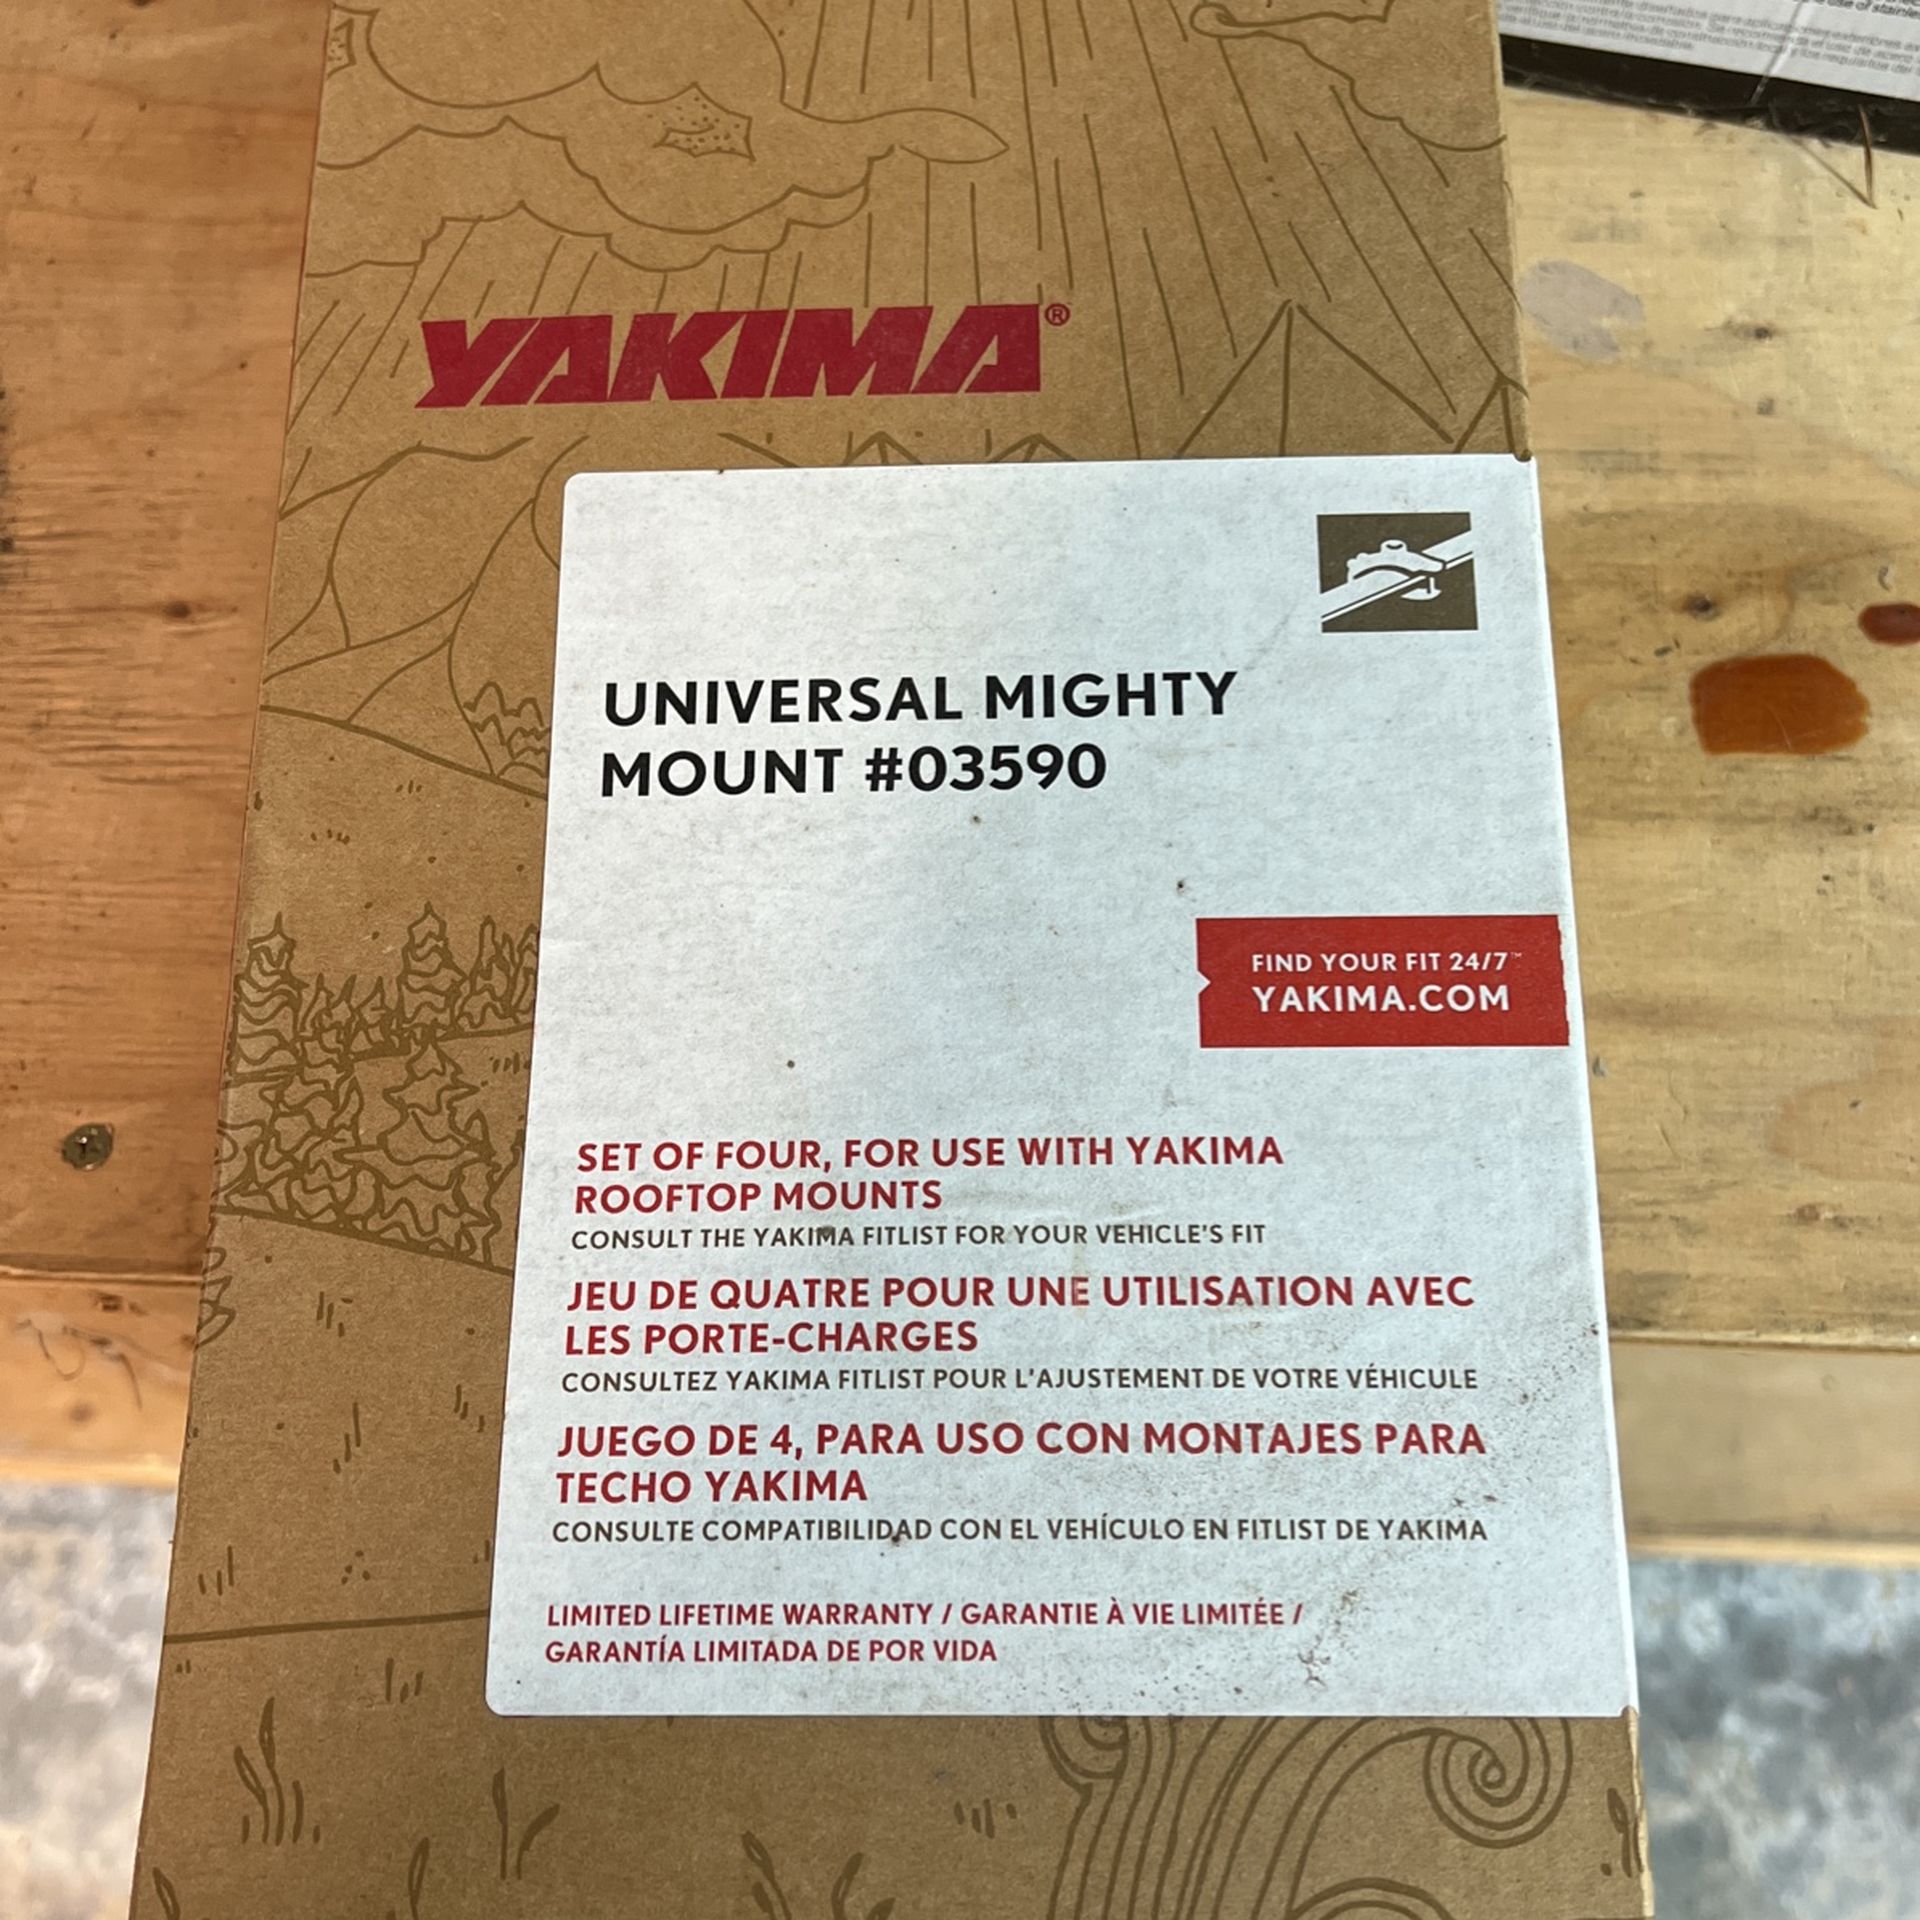 YAKIMA®
UNIVERSAL MIGHTY
MOUNT #03590
FIND YOUR FIT 24/7™
YAKIMA.COM
SET OF FOUR, FOR USE WITH YAKIMA
ROOFTOP MOUNTS
CONSULT THE YAKIMA FITLIST FOR YOUR VEHICLE'S FIT
JEU DE QUATRE POUR UNE UTILISATION AVEC
LES PORTE-CHARGES
CONSULTEZ YAKIMA FITLIST POUR L'AJUSTEMENT DE VOTRE VÉHICULE
JUEGO DE 4, PARA USO CON MONTAJES PARA
TECHO YAKIMA
CONSULTE COMPATIBILIDAD CON EL VEHÍCULO EN FITLIST DE YAKIMA
LIMITED LIFETIME WARRANTY / GARANTIE À VIE LIMITÉE /
GARANTÍA LIMITADA DE POR VIDA